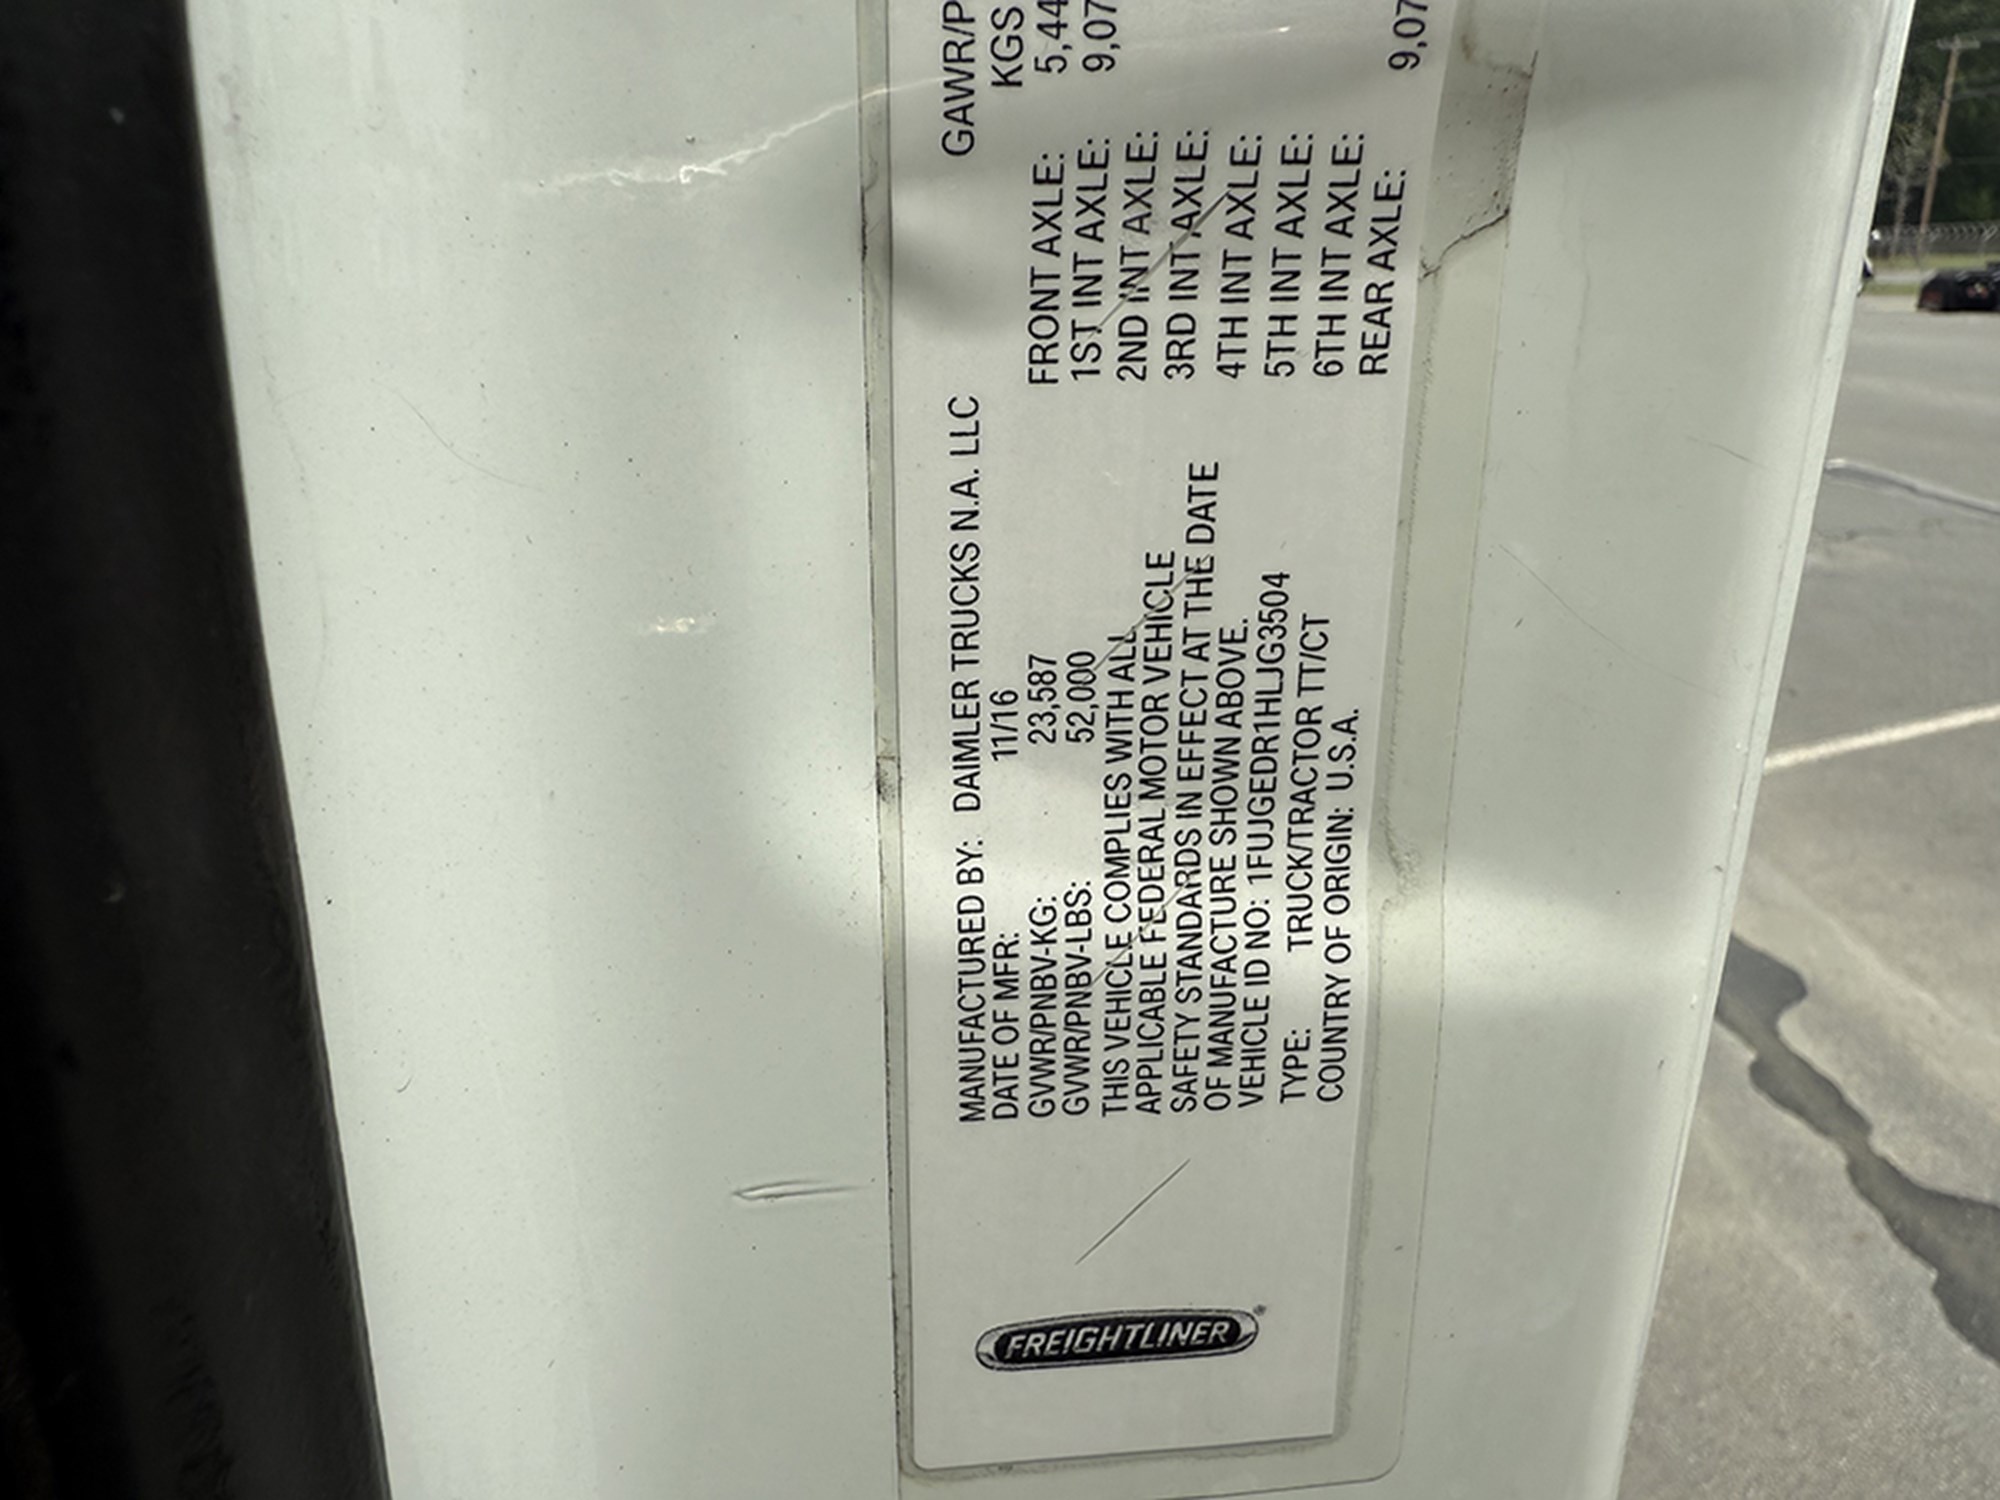 FREIGHTLINER
MANUFACTURED BY: DAIMLER TRUCKS N.A. LLC
DATE OF MFR: 11/16
GVWR/PNBV-KG: 23,587
GVWR/PNBV-LBS: 52,000
THIS VEHICLE COMPLIES WITH ALL
APPLICABLE FEDERAL MOTOR VEHICLE
SAFETY STANDARDS IN EFFECT AT THE DATE
OF MANUFACTURE SHOWN ABOVE.
VEHICLE ID NO: 1FUJGEDR1HLJG3504
TYPE: TRUCK/TRACTOR TT/CT
COUNTRY OF ORIGIN: U.S.A.
GAWR/P
KGS
FRONT AXLE: 5,44
1ST INT AXLE: 9,07
2ND INT AXLE:
3RD INT AXLE:
4TH INT AXLE:
5TH INT AXLE:
6TH INT AXLE:
REAR AXLE: 9,07